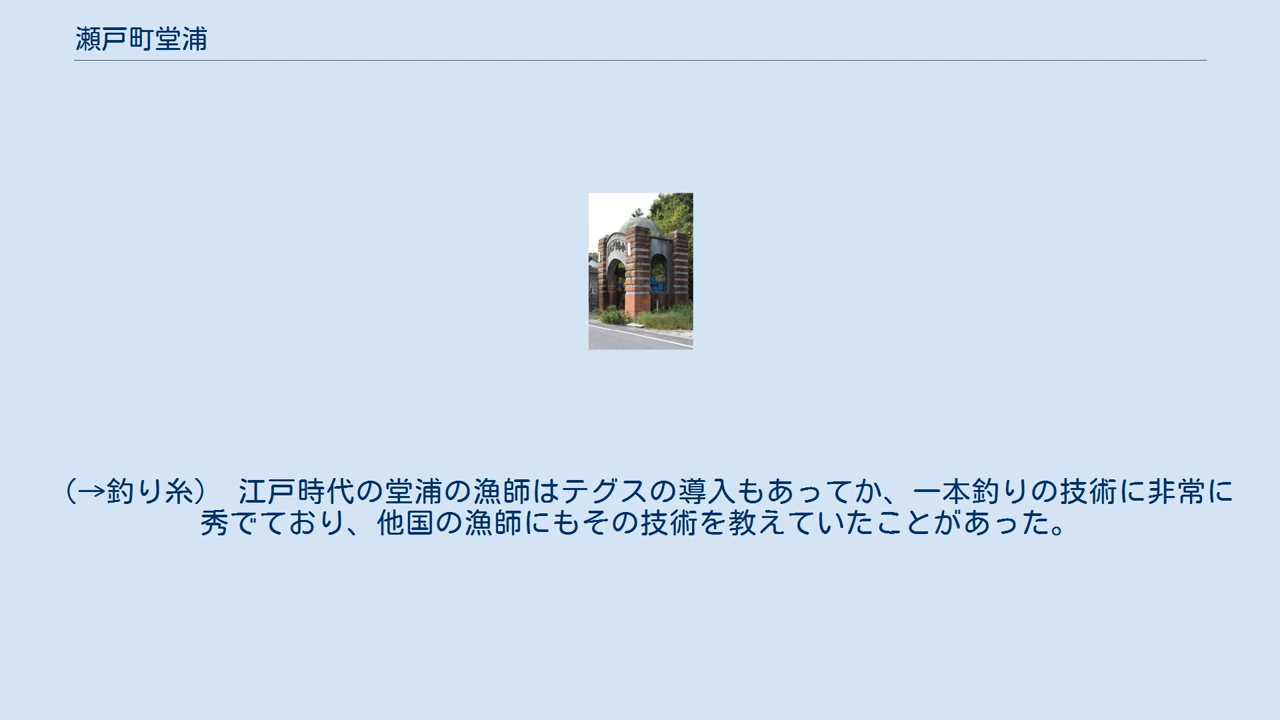 瀬戸町堂浦
（→釣り糸）　江戸時代の堂浦の漁師はテグスの導入もあってか、一本釣りの技術に非常に
秀でており、他国の漁師にもその技術を教えていたことがあった。